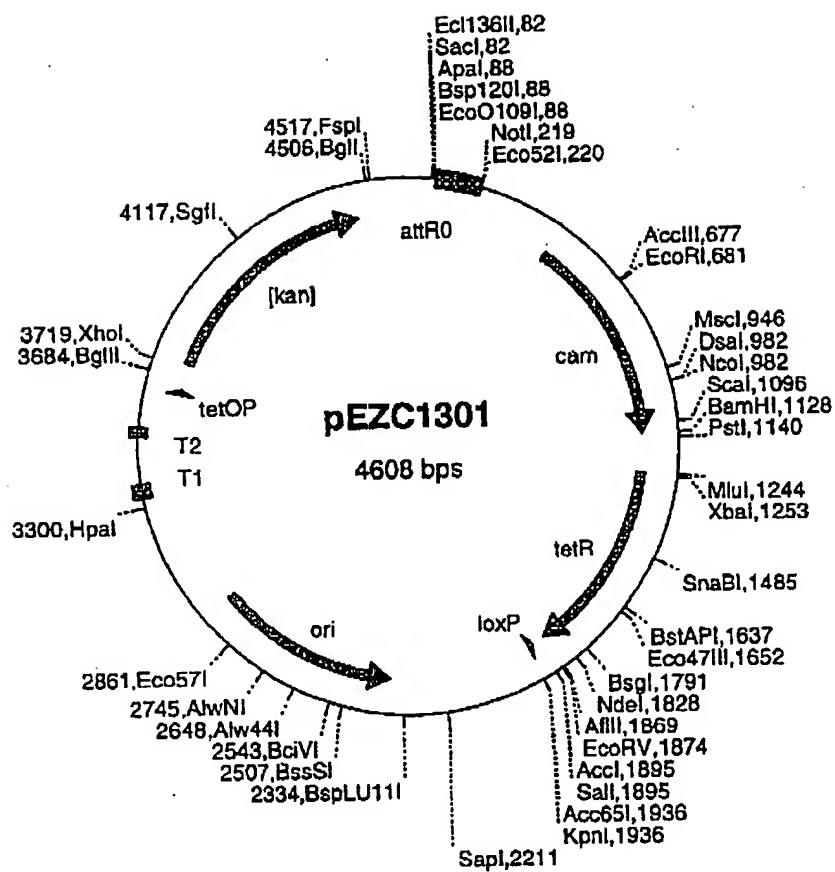 Ecl136II,82
SacI,82
ApaI,88
Bsp120I,88
EcoO109I,88
NotI,219
Eco52I,220
4517,FspI
4506,BglI
4117,SgfI
attR0
AccIII,677
EcoRI,681
[kan]
MscI,946
DsaI,982
NcoI,982
ScaI,1096
BamHI,1128
PstI,1140
cam
3719,XhoI
3684,BglII
tetOP
pEZC1301
4608 bps
T2
T1
MluI,1244
XbaI,1253
3300,HpaI
tetR
SnaBI,1485
loxP
ori
BstAPI,1637
Eco47III,1652
BsgI,1791
NdeI,1828
AflII,1869
EcoRV,1874
AccI,1895
SalI,1895
Acc65I,1936
KpnI,1936
2861,Eco57I
2745,AlwNI
2648,Alw44I
2543,BciVI
2507,BssSI
2334,BspLU11I
SapI,2211